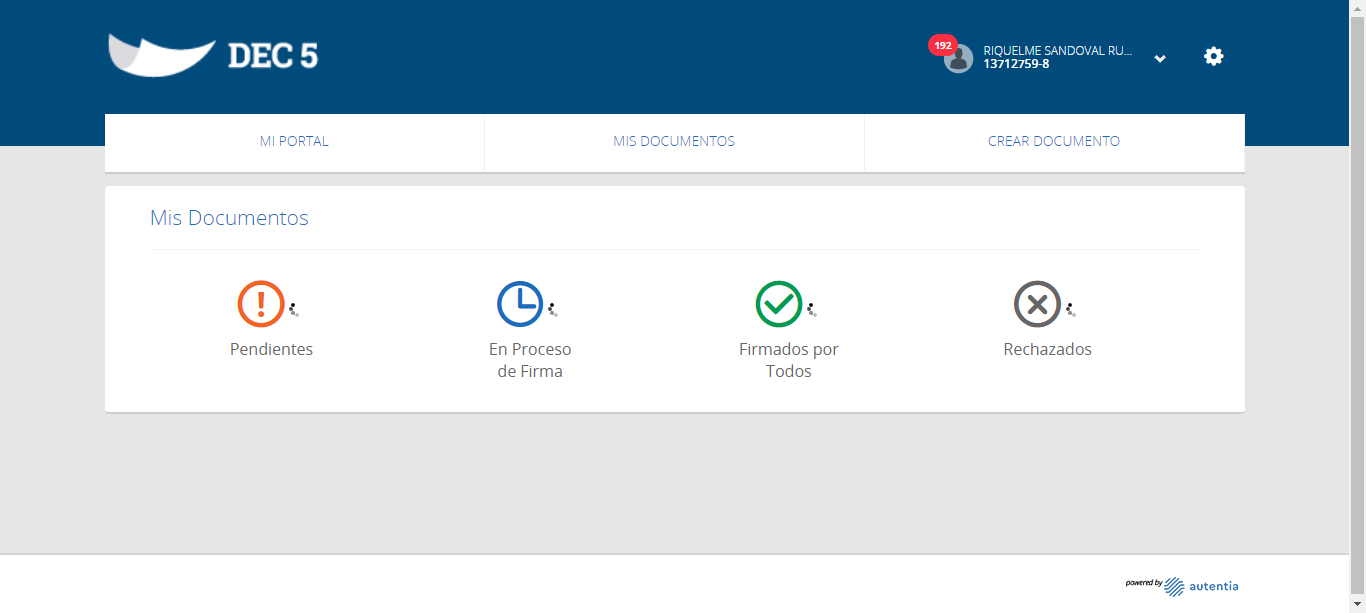 DEC 5
192
RIQUELME SANDOVAL RU...
13712759-8
MI PORTAL
MIS DOCUMENTOS
CREAR DOCUMENTO
Mis Documentos
Pendientes
En Proceso
de Firma
Firmados por
Todos
Rechazados
powered by
autentia